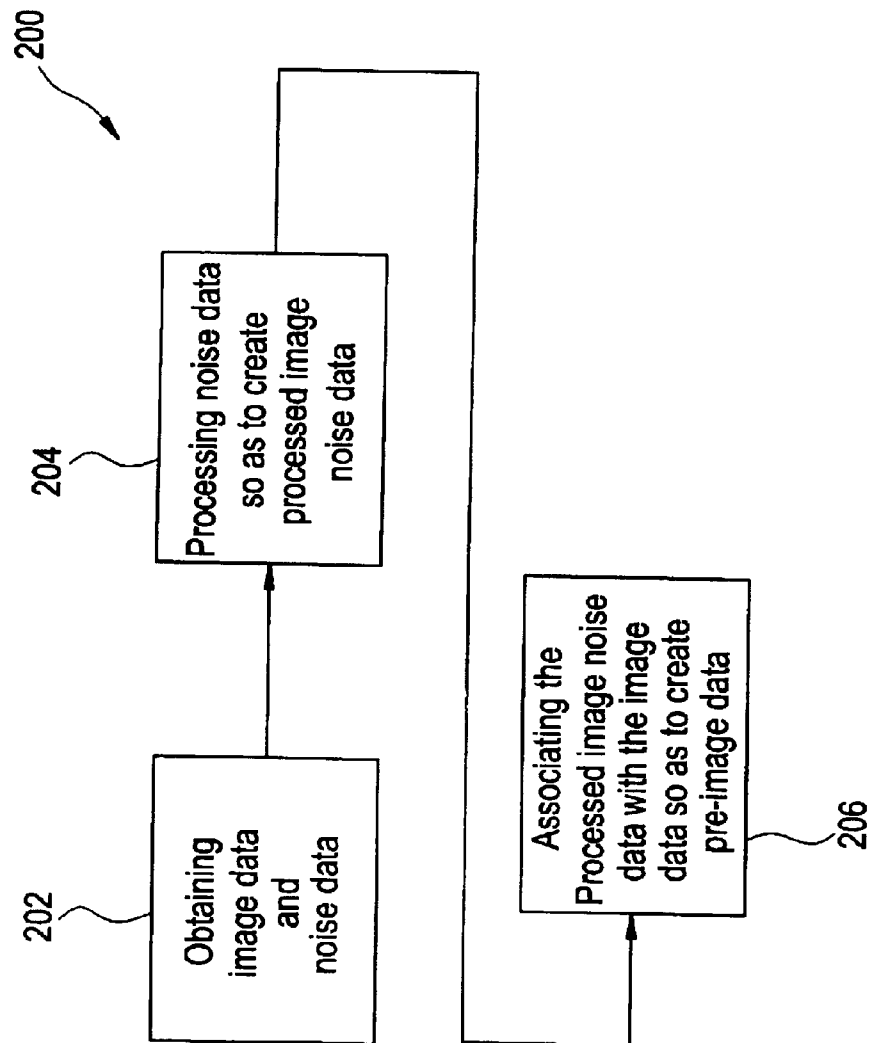 200
202
Obtaining
image data
and
noise data
204
Processing noise data
so as to create
processed image
noise data
Associating the
Processed image noise
data with the image
data so as to create
pre-image data
206